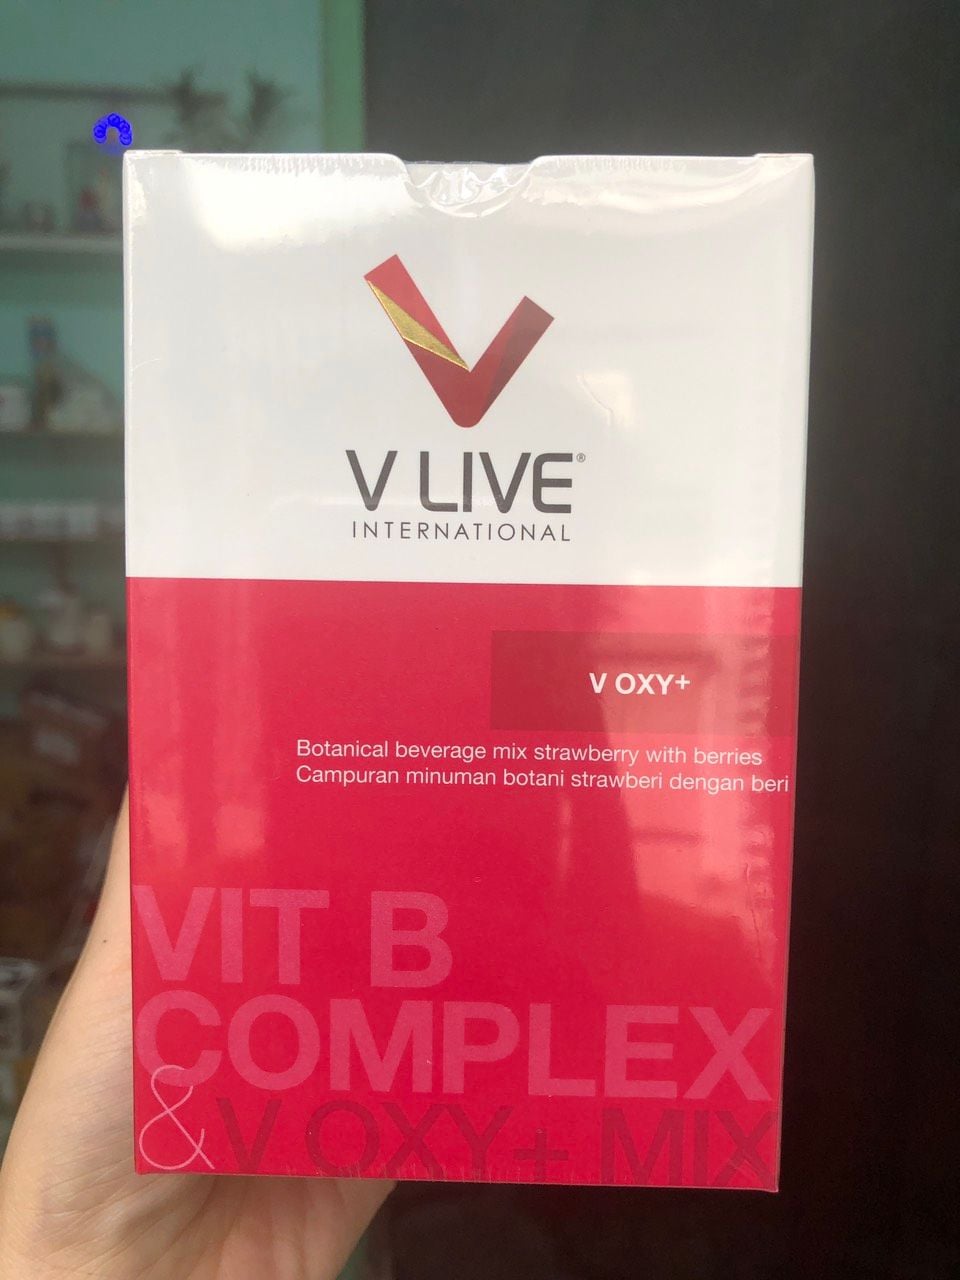 V LIVE®
INTERNATIONAL
V OXY+
Botanical beverage mix strawberry with berries
Campuran minuman botani strawberi dengan beri
VIT B
COMPLEX
& V OXY+ MIX